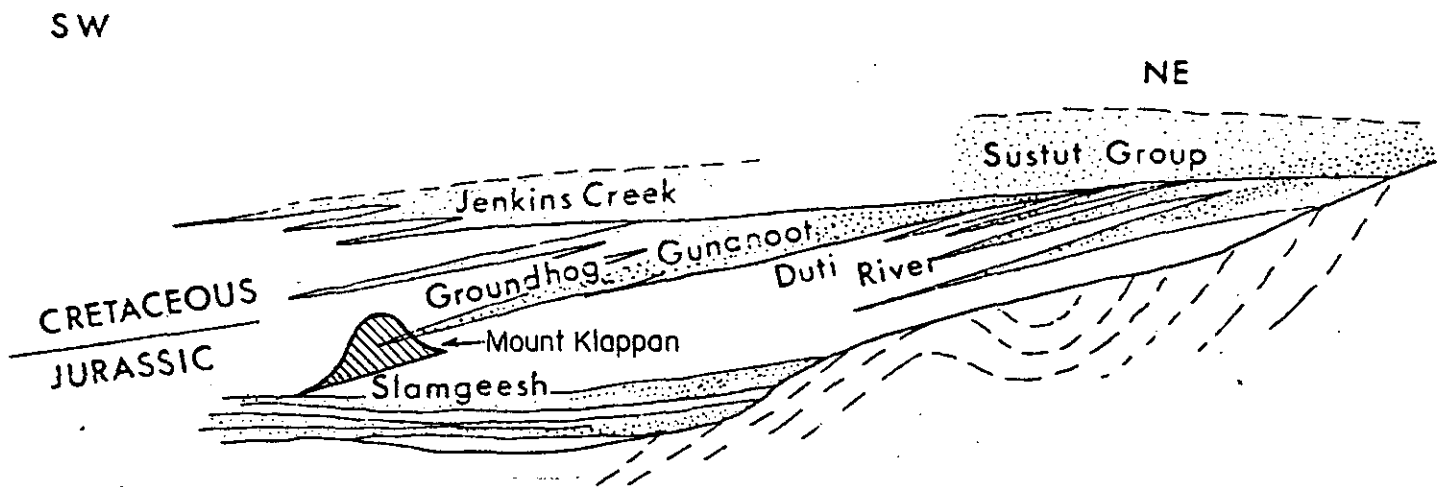 SW
NE
Sustut Group
Jenkins Creek
Gunanoot
Groundhog
Duti River
CRETACEOUS
JURASSIC
Mount Klappan
Slamgeesh